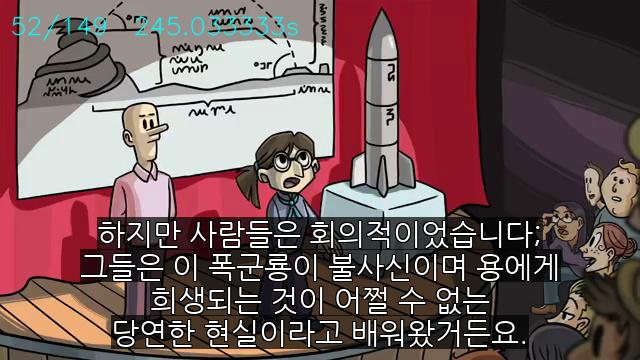 52/149 245.033333s
하지만 사람들은 회의적이었습니다;
그들은 이 폭군룡이 불사신이며 용에게
희생되는 것이 어쩔 수 없는
당연한 현실이라고 배워왔거든요.